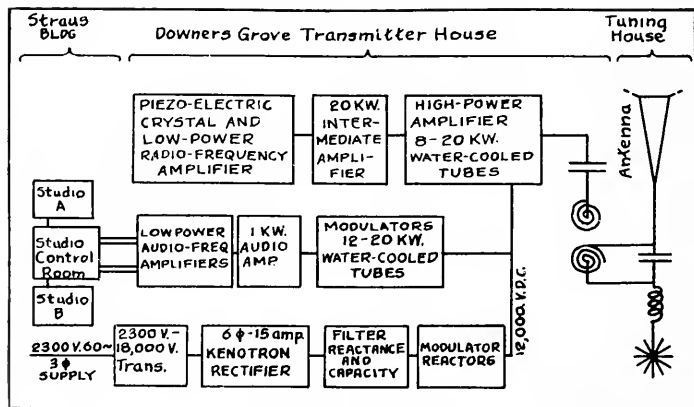 Straus
BLDG
Downers Grove Transmitter House
Tuning
House
PIEZO-ELECTRIC
CRYSTAL AND
LOW-POWER
RADIO-FREQUENCY
AMPLIFIER
20 KW.
INTER-
MEDIATE
AMPLI-
FIER
HIGH-POWER
AMPLIFIER
8-20 KW.
WATER-COOLED
TUBES
Antenna
Studio
A
Studio
Control
Room
Studio
B
LOW POWER
AUDIO-FREQ
AMPLIFIERS
1 KW.
AUDIO
AMP.
MODULATORS
12-20 KW.
WATER-COOLED
TUBES
12,000 V.D.C.
2300 V. 60~
3ϕ
SUPPLY
2300 V.-
18,000 V.
Trans.
6 ϕ -15 amp.
KENOTRON
RECTIFIER
FILTER
REACTANCE
AND
CAPACITY
MODULATOR
REACTORS